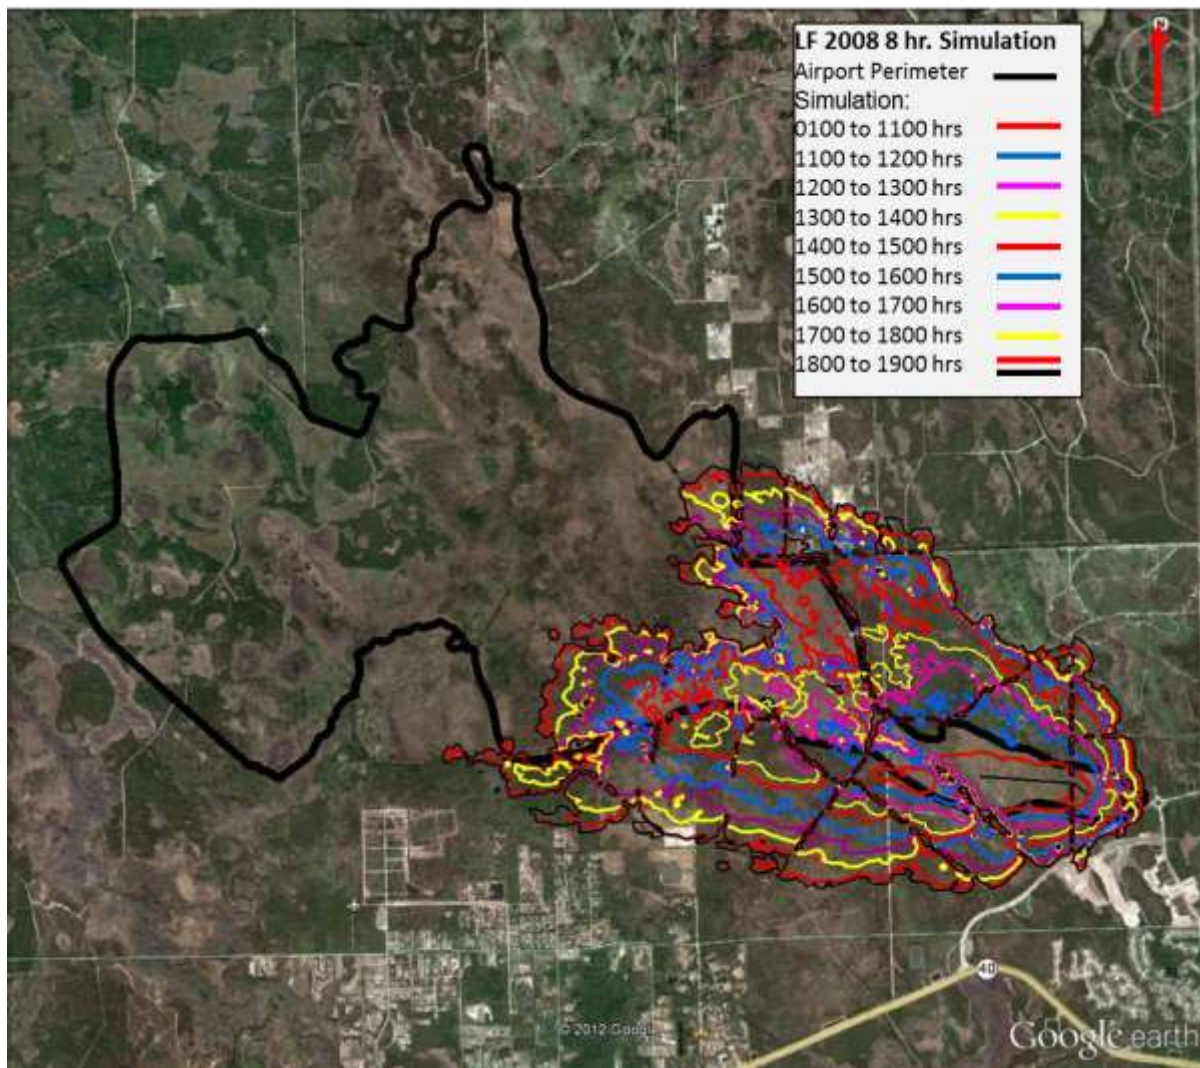 LF 2008 8 hr. Simulation
Airport Perimeter
Simulation:
0100 to 1100 hrs
1100 to 1200 hrs
1200 to 1300 hrs
1300 to 1400 hrs
1400 to 1500 hrs
1500 to 1600 hrs
1600 to 1700 hrs
1700 to 1800 hrs
1800 to 1900 hrs
N
40
© 2012 Google
Google earth